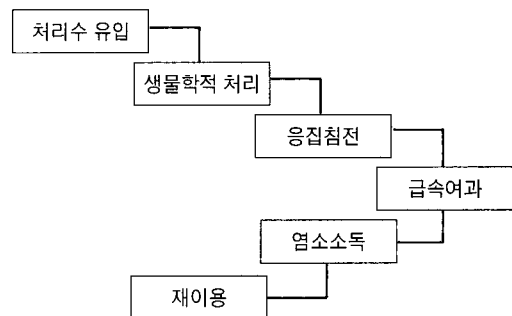 처리수 유입
생물학적 처리
응집침전
급속여과
염소소독
재이용